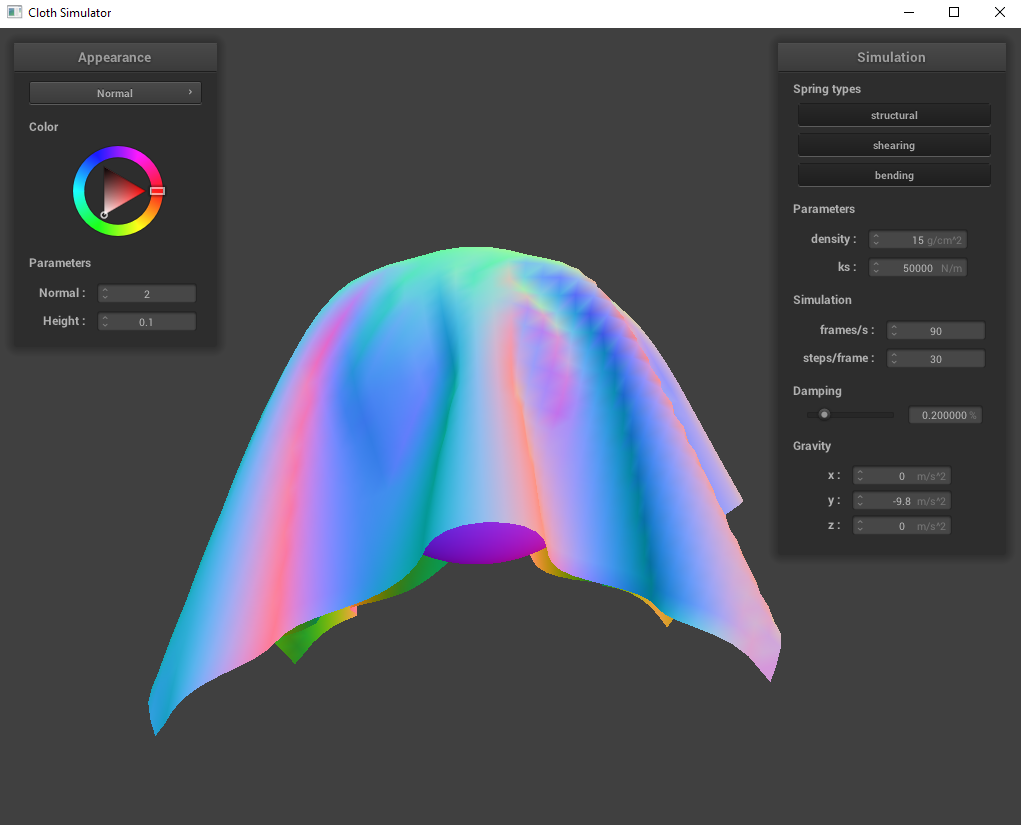 Cloth Simulator
Appearance
Normal
Color
Parameters
Normal : 2
Height : 0.1
Simulation
Spring types
structural
shearing
bending
Parameters
density : 15 g/cm^2
ks : 50000 N/m
Simulation
frames/s : 90
steps/frame : 30
Damping
0.200000 %
Gravity
x : 0 m/s^2
y : -9.8 m/s^2
z : 0 m/s^2